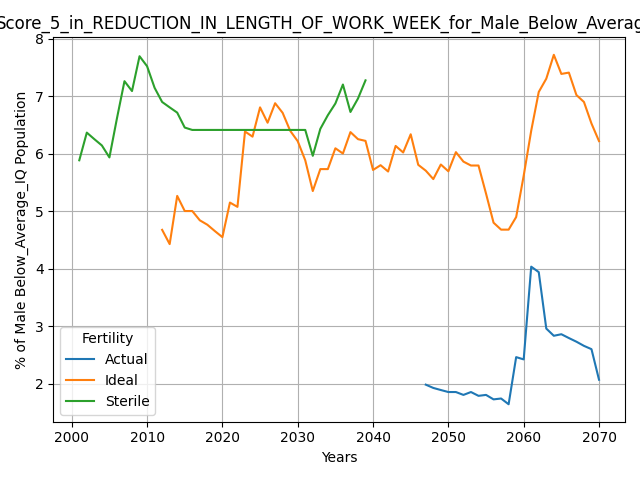 Score_5_in_REDUCTION_IN_LENGTH_OF_WORK_WEEK_for_Male_Below_Averag
% of Male Below_Average_IQ Population
8
7
6
5
4
3
2
Fertility
Actual
Ideal
Sterile
2000 2010 2020 2030 2040 2050 2060 2070
Years